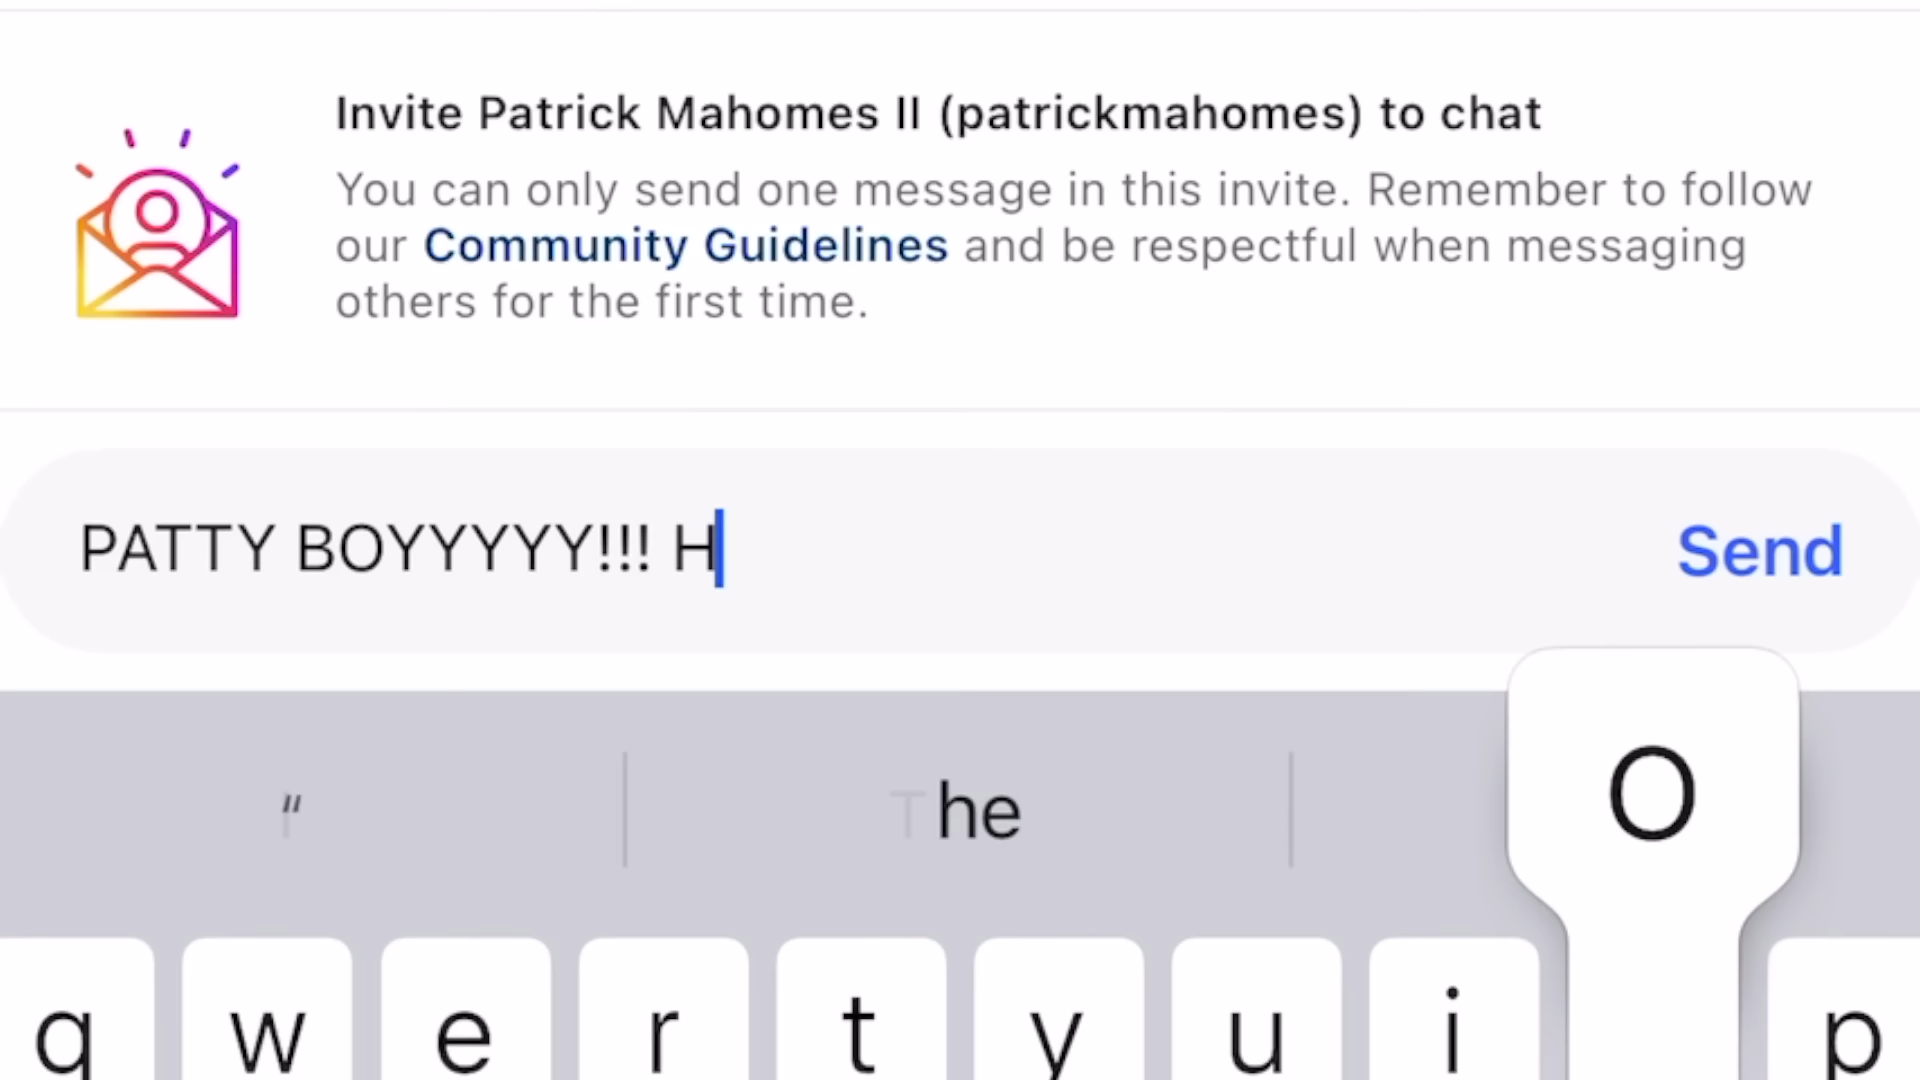 Invite Patrick Mahomes II (patrickmahomes) to chat
You can only send one message in this invite. Remember to follow
our Community Guidelines and be respectful when messaging
others for the first time.
PATTY BOYYYYY!!! H
Send
" The
O
q w e r t y u i p